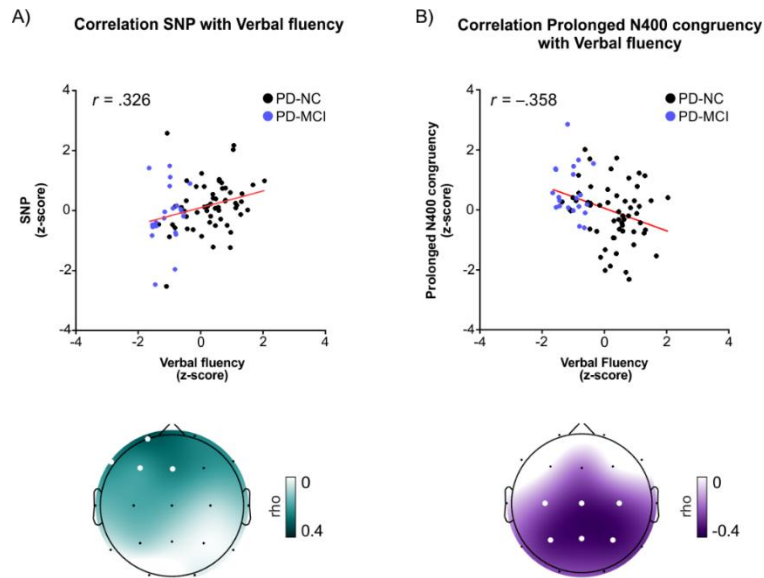 A)
Correlation SNP with Verbal fluency
r = .326
PD-NC
PD-MCI
4
2
0
-2
-4
SNP
(z-score)
-4
-2
0
2
4
Verbal fluency
(z-score)
0
rho
0.4
B)
Correlation Prolonged N400 congruency
with Verbal fluency
r = –.358
PD-NC
PD-MCI
4
2
0
-2
-4
Prolonged N400 congruency
(z-score)
-4
-2
0
2
4
Verbal Fluency
(z-score)
0
rho
-0.4